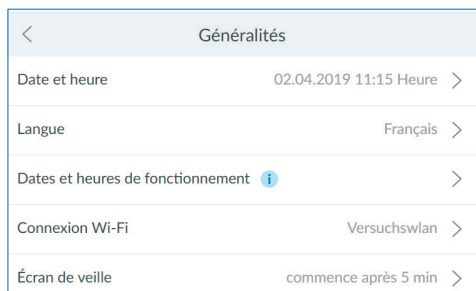 Généralités
Date et heure 02.04.2019 11:15 Heure
Langue Français
Dates et heures de fonctionnement i
Connexion Wi-Fi Versuchswlan
Écran de veille commence après 5 min